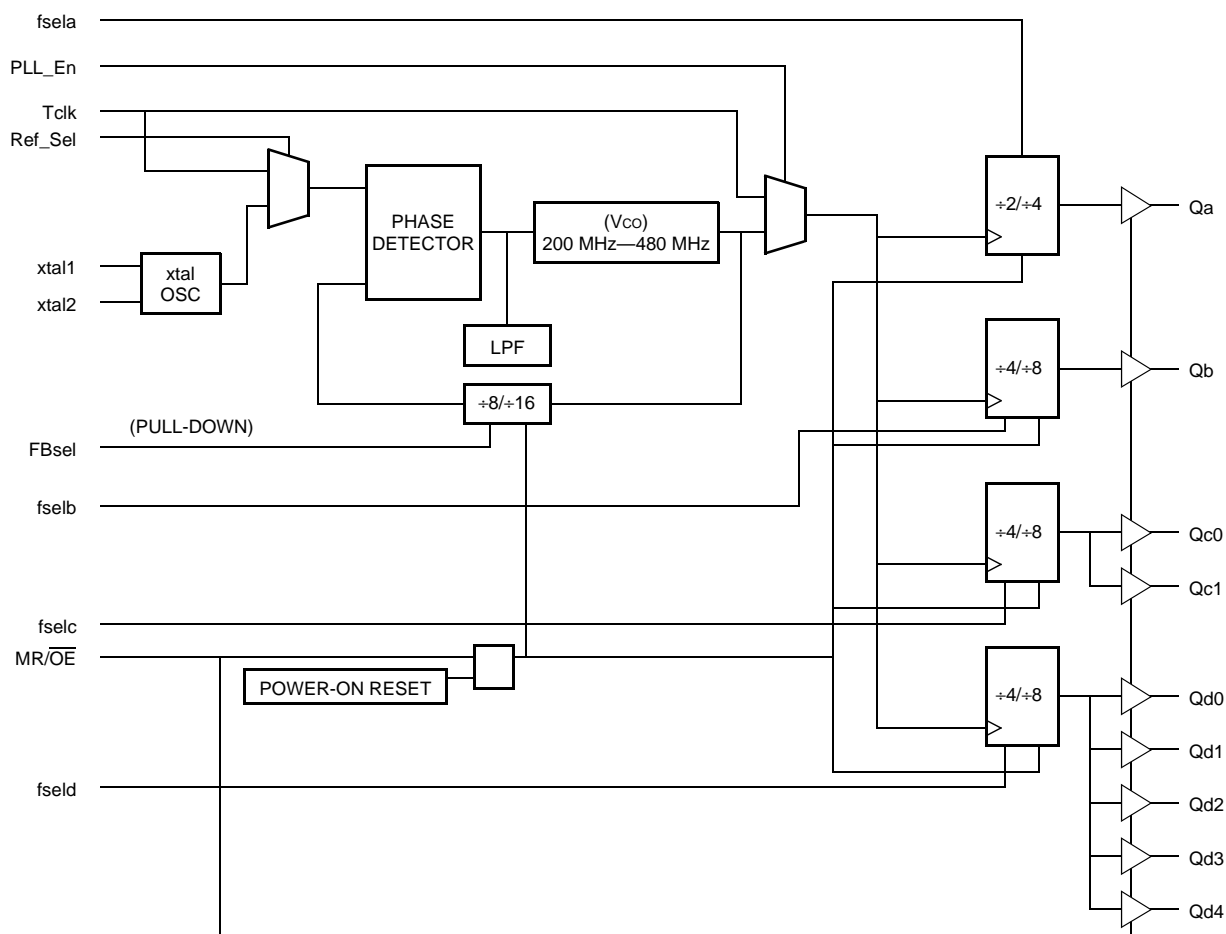 fsela
PLL_En
Tclk
Ref_Sel
÷2/÷4
Qa
PHASE
DETECTOR
(VCO)
200 MHz—480 MHz
xtal1
xtal
OSC
xtal2
LPF
÷4/÷8
Qb
÷8/÷16
(PULL-DOWN)
FBsel
fselb
÷4/÷8
Qc0
Qc1
fselc
MR/O̅E̅
POWER-ON RESET
÷4/÷8
Qd0
Qd1
fseld
Qd2
Qd3
Qd4